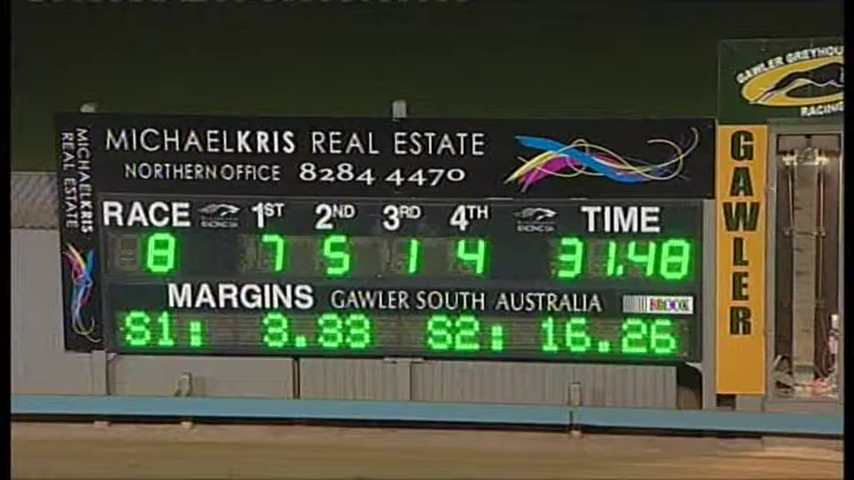 GAWLER GREYHOU
RACING
MICHAELKRIS REAL ESTATE
NORTHERN OFFICE 8284 4470
MICHAELKRIS
REAL ESTATE
RACE 1ST 2ND 3RD 4TH TIME
8 7 5 1 4 31.48
MARGINS GAWLER SOUTH AUSTRALIA
S1: 3.33 S2: 16.26
GAWLER